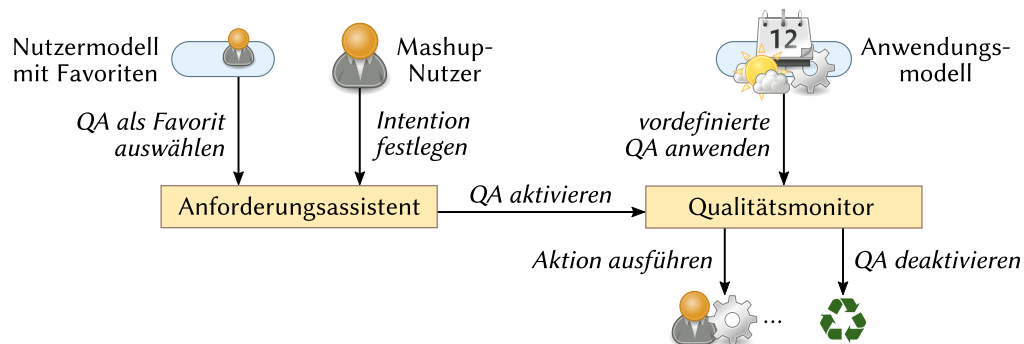 Nutzermodell
mit Favoriten
Mashup-
Nutzer
12
Anwendungs-
modell
QA als Favorit
auswählen
Intention
festlegen
vordefinierte
QA anwenden
Anforderungsassistent
QA aktivieren
Qualitätsmonitor
Aktion ausführen
QA deaktivieren
...